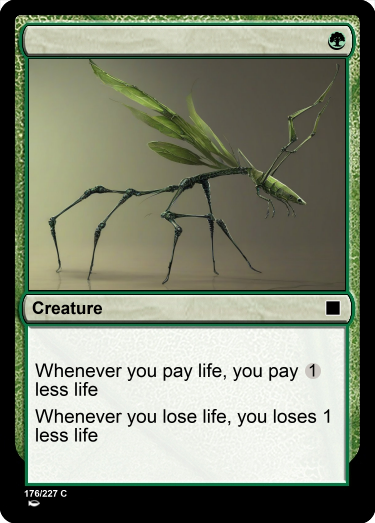 Creature
Whenever you pay life, you pay 1
less life
Whenever you lose life, you loses 1
less life
176/227 C